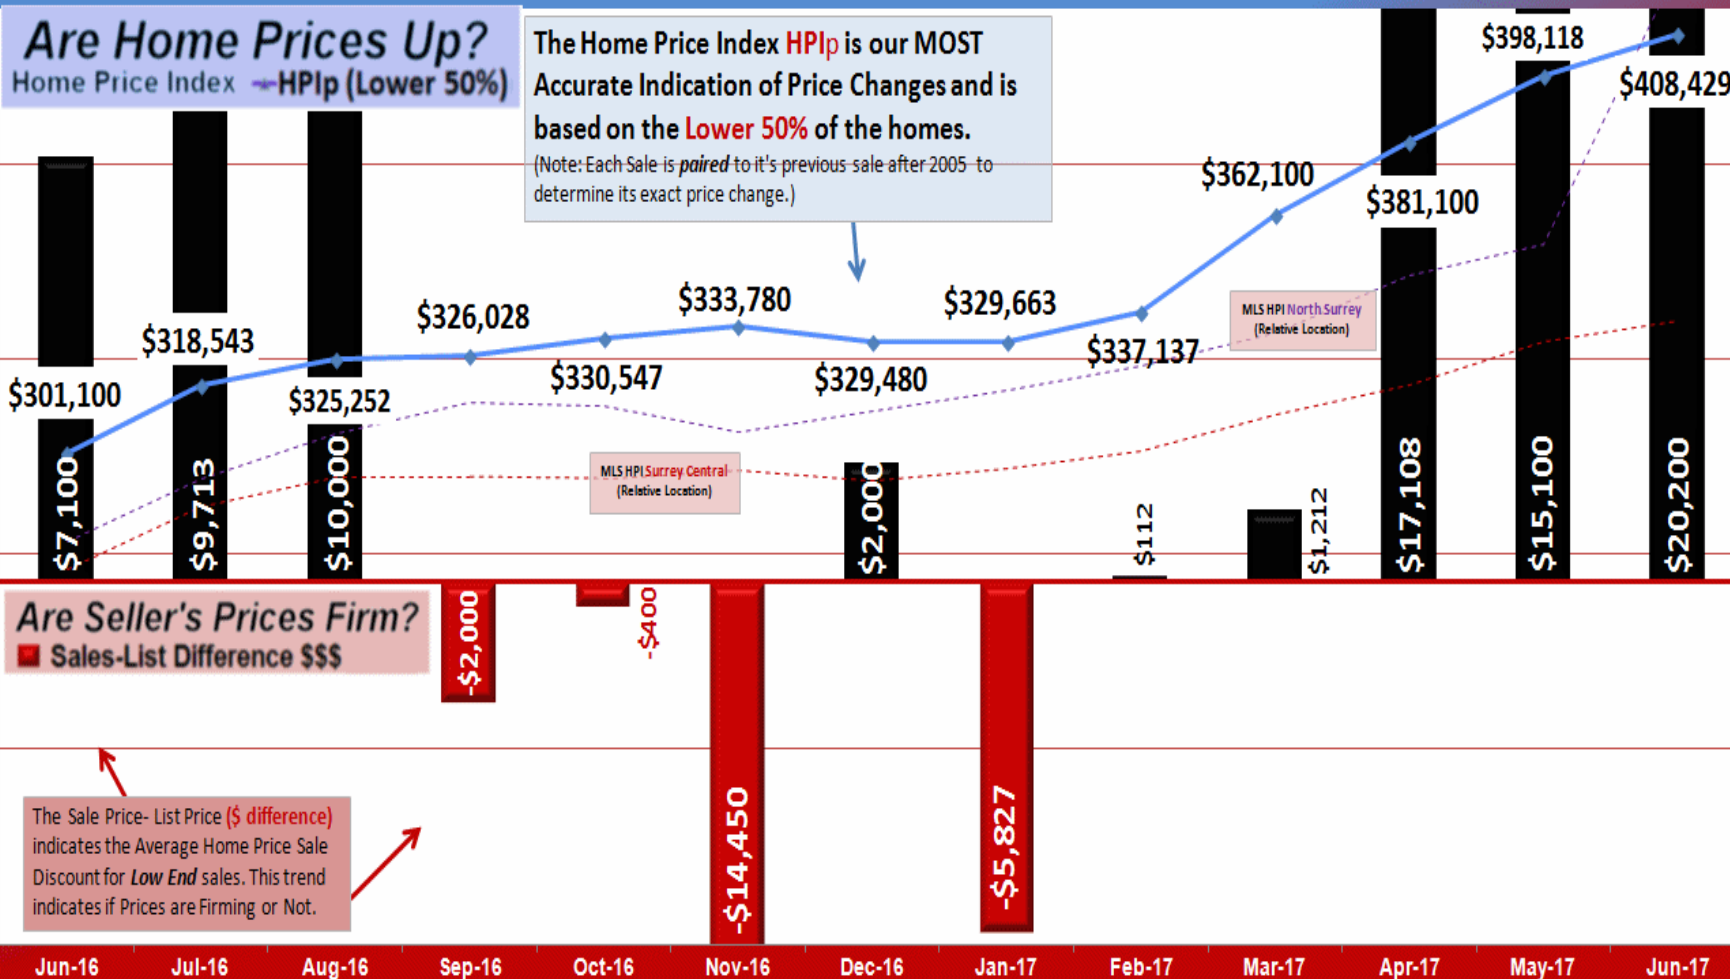 Are Home Prices Up?
Home Price Index HPIp (Lower 50%)
The Home Price Index HPIp is our MOST
Accurate Indication of Price Changes and is
based on the Lower 50% of the homes.
(Note: Each Sale is paired to it's previous sale after 2005 to
determine its exact price change.)
$301,100
$318,543
$325,252
$326,028
$330,547
$333,780
$329,480
$329,663
$337,137
$362,100
$381,100
$398,118
$408,429
MLS HPI North Surrey
(Relative Location)
MLS HPI Surrey Central
(Relative Location)
$7,100
$9,713
$10,000
$2,000
$112
$1,212
$17,108
$15,100
$20,200
Are Seller's Prices Firm?
Sales-List Difference $$$
-$2,000
-$400
-$14,450
-$5,827
The Sale Price- List Price ($ difference)
indicates the Average Home Price Sale
Discount for Low End sales. This trend
indicates if Prices are Firming or Not.
Jun-16 Jul-16 Aug-16 Sep-16 Oct-16 Nov-16 Dec-16 Jan-17 Feb-17 Mar-17 Apr-17 May-17 Jun-17